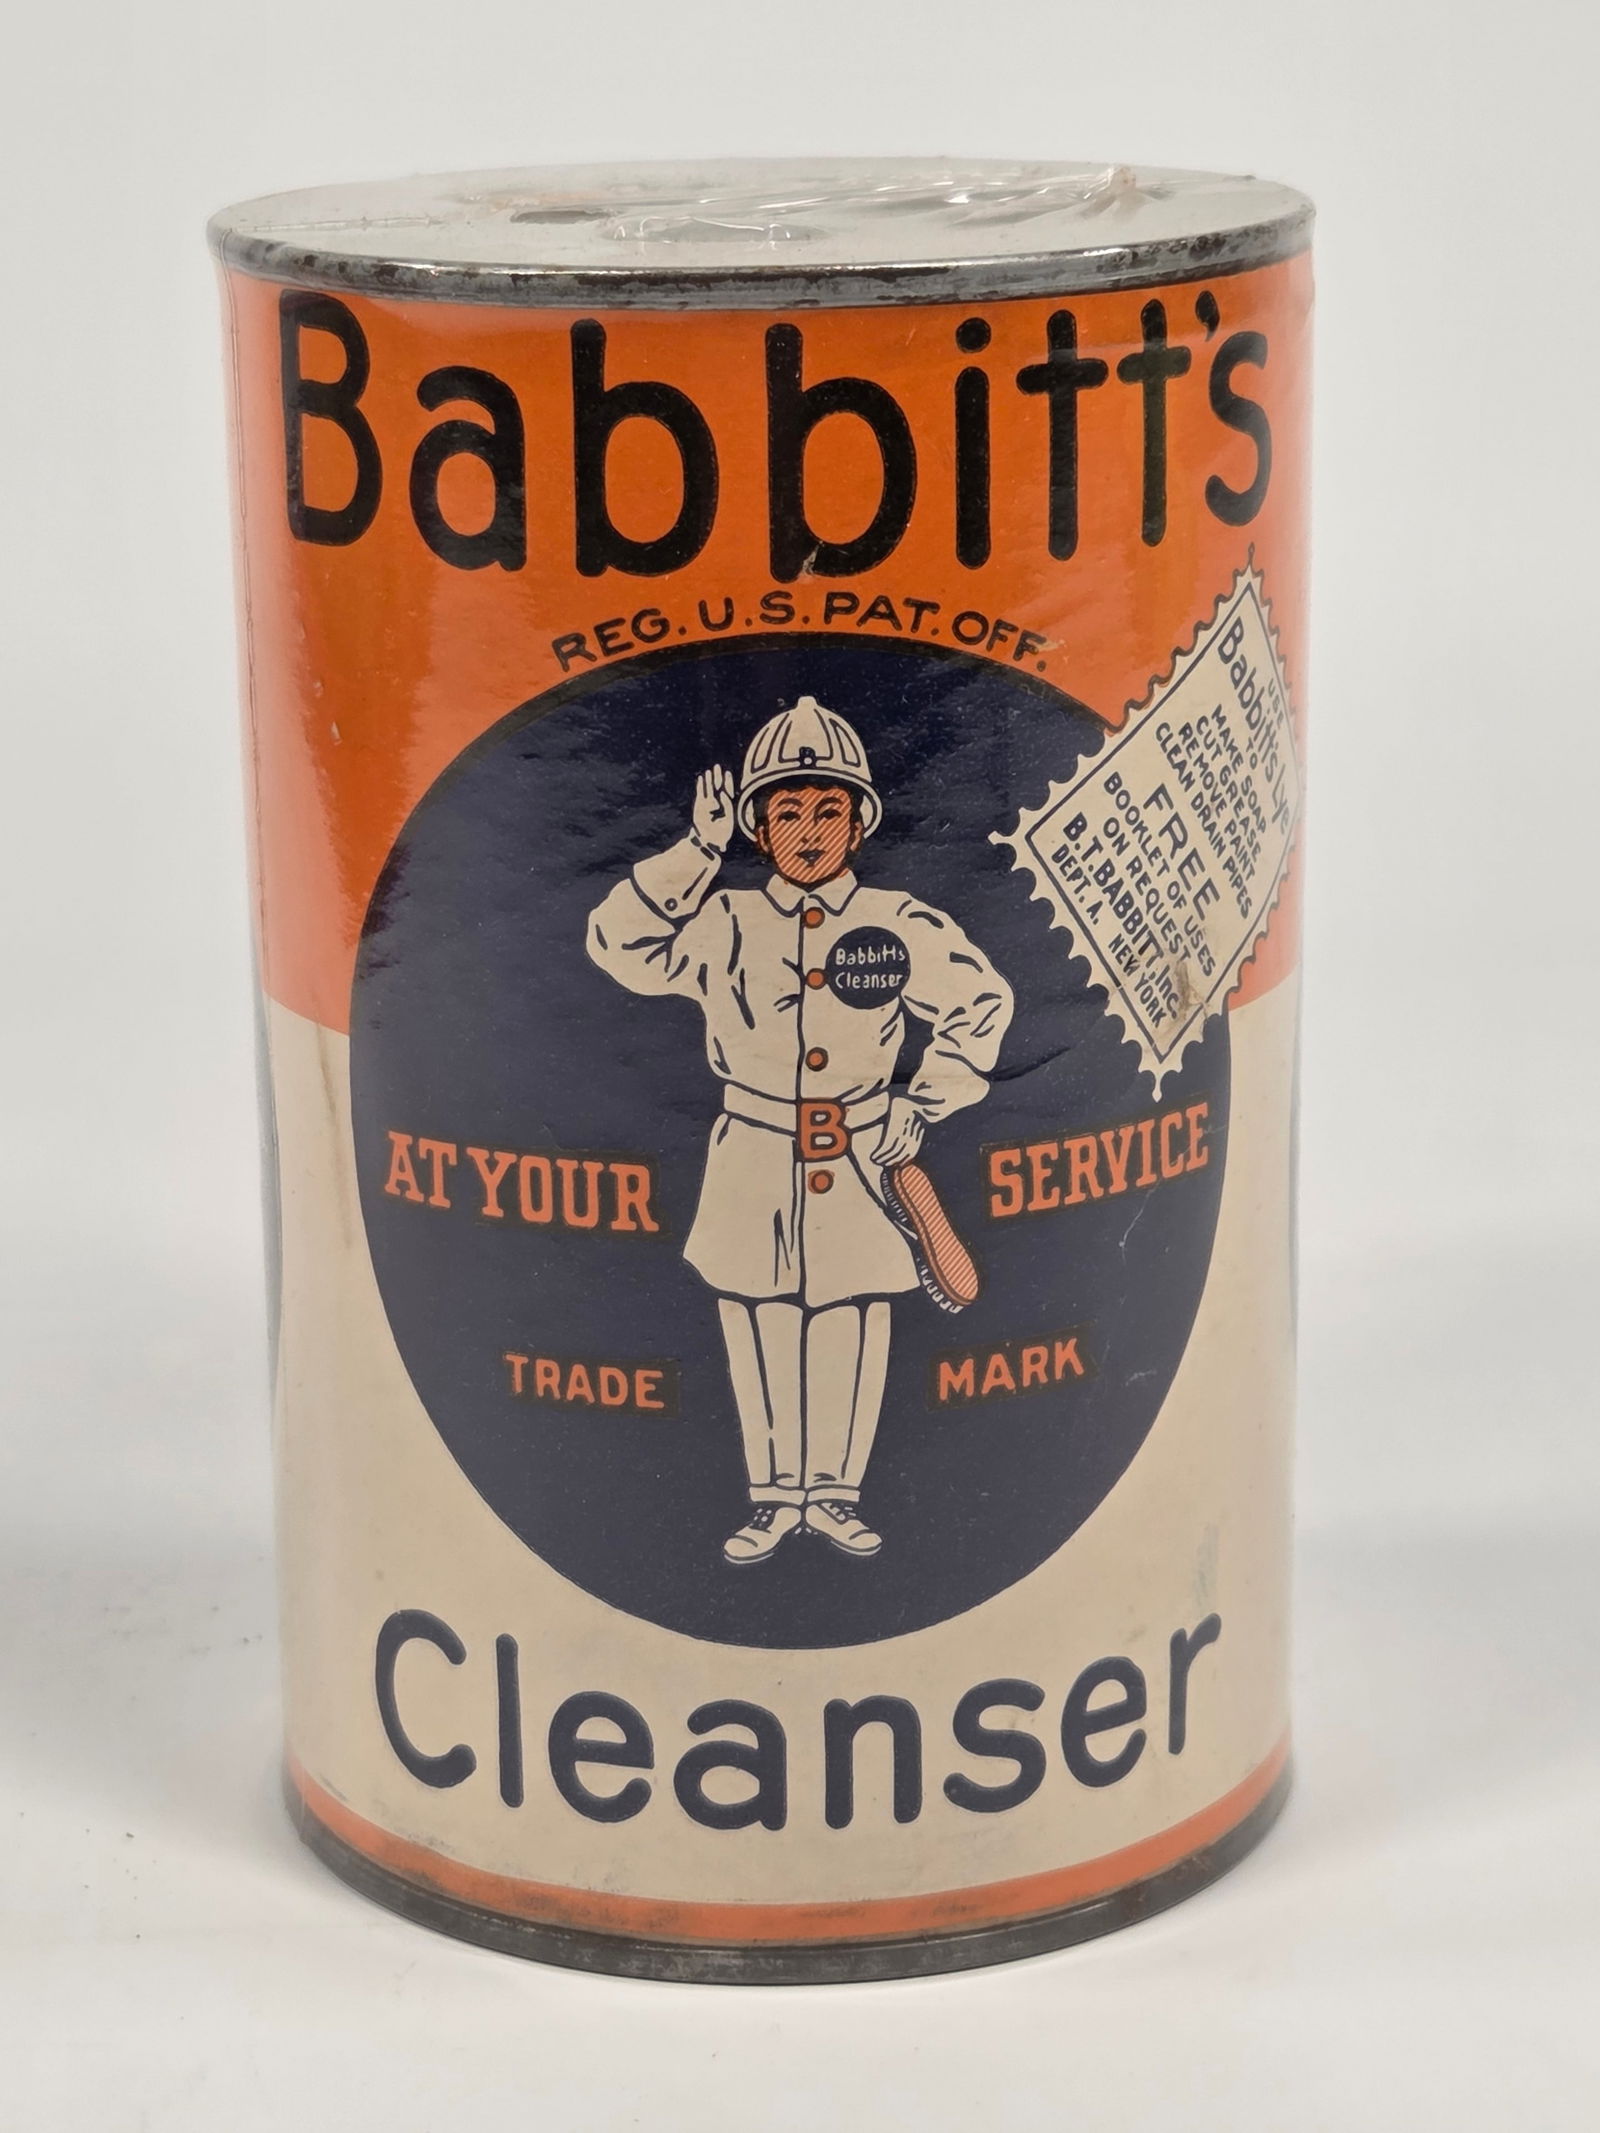 Babbitt's
REG. U.S. PAT. OFF.
USE
Babbitt's Lye
TO
MAKE SOAP
CUT GREASE
REMOVE PAINT
CLEAN DRAIN PIPES
FREE
BOOKLET OF USES
ON REQUEST
B.T. BABBITT, Inc.
DEPT. A. NEW YORK
B
Babbitt's
Cleanser
B
AT YOUR SERVICE
TRADE MARK
Cleanser